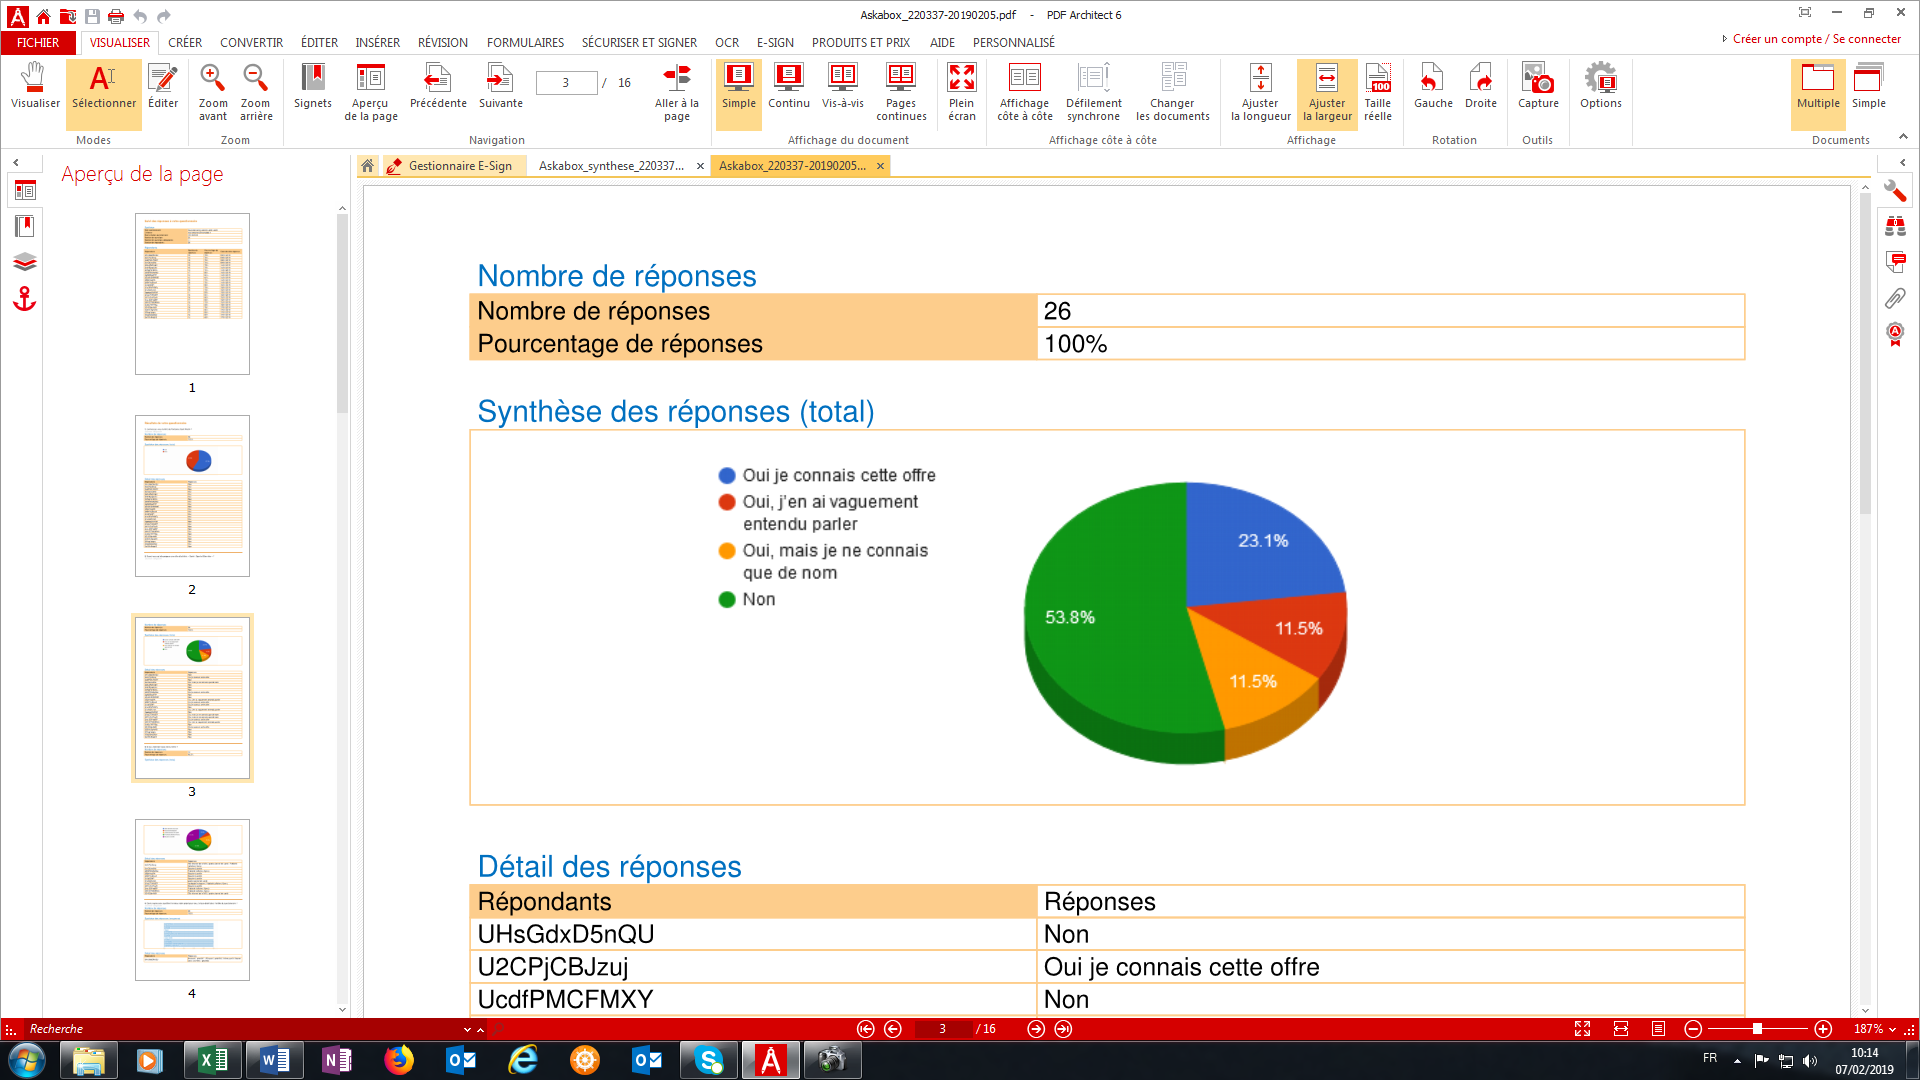 Askabox_220337-20190205.pdf - PDF Architect 6
FICHIER VISUALISER CRÉER CONVERTIR ÉDITER INSÉRER RÉVISION FORMULAIRES SÉCURISER ET SIGNER OCR E-SIGN PRODUITS ET PRIX AIDE PERSONNALISÉ Créer un compte / Se connecter
Visualiser Sélectionner Éditer Zoom avant Zoom arrière Signets Aperçu de la page Précédente Suivante 3 / 16 Aller à la page Simple Continu Vis-à-vis Pages continues Plein écran Affichage côte à côte Défilement synchrone Changer les documents Ajuster la longueur Ajuster la largeur Taille réelle Gauche Droite Capture Options Multiple Simple
Modes Zoom Navigation Affichage du document Affichage côte à côte Affichage Rotation Outils Documents
Aperçu de la page
Gestionnaire E-Sign Askabox_synthese_220337... Askabox_220337-20190205...
1
2
3
4
Nombre de réponses
Nombre de réponses 26
Pourcentage de réponses 100%
Synthèse des réponses (total)
Oui je connais cette offre
Oui, j'en ai vaguement
entendu parler
Oui, mais je ne connais
que de nom
Non
23.1%
11.5%
11.5%
53.8%
Détail des réponses
Répondants Réponses
UHsGdxD5nQU Non
U2CPjCBJzuj Oui je connais cette offre
UcdfPMCFMXY Non
Recherche 3 / 16 187%
FR 10:14
07/02/2019